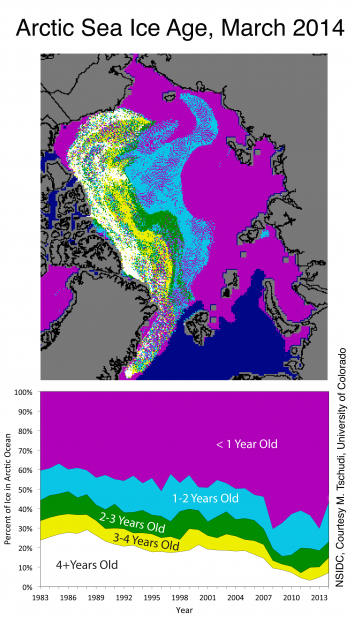 Arctic Sea Ice Age, March 2014
100%
90%
80%
70%
60%
50%
40%
30%
20%
10%
0%
Percent of Ice in Arctic Ocean
< 1 Year Old
1-2 Years Old
2-3 Years Old
3-4 Years Old
4+Years Old
1983 1986 1989 1992 1995 1998 2001 2004 2007 2010 2013
Year
NSIDC, Courtesy M. Tschudi, University of Colorado